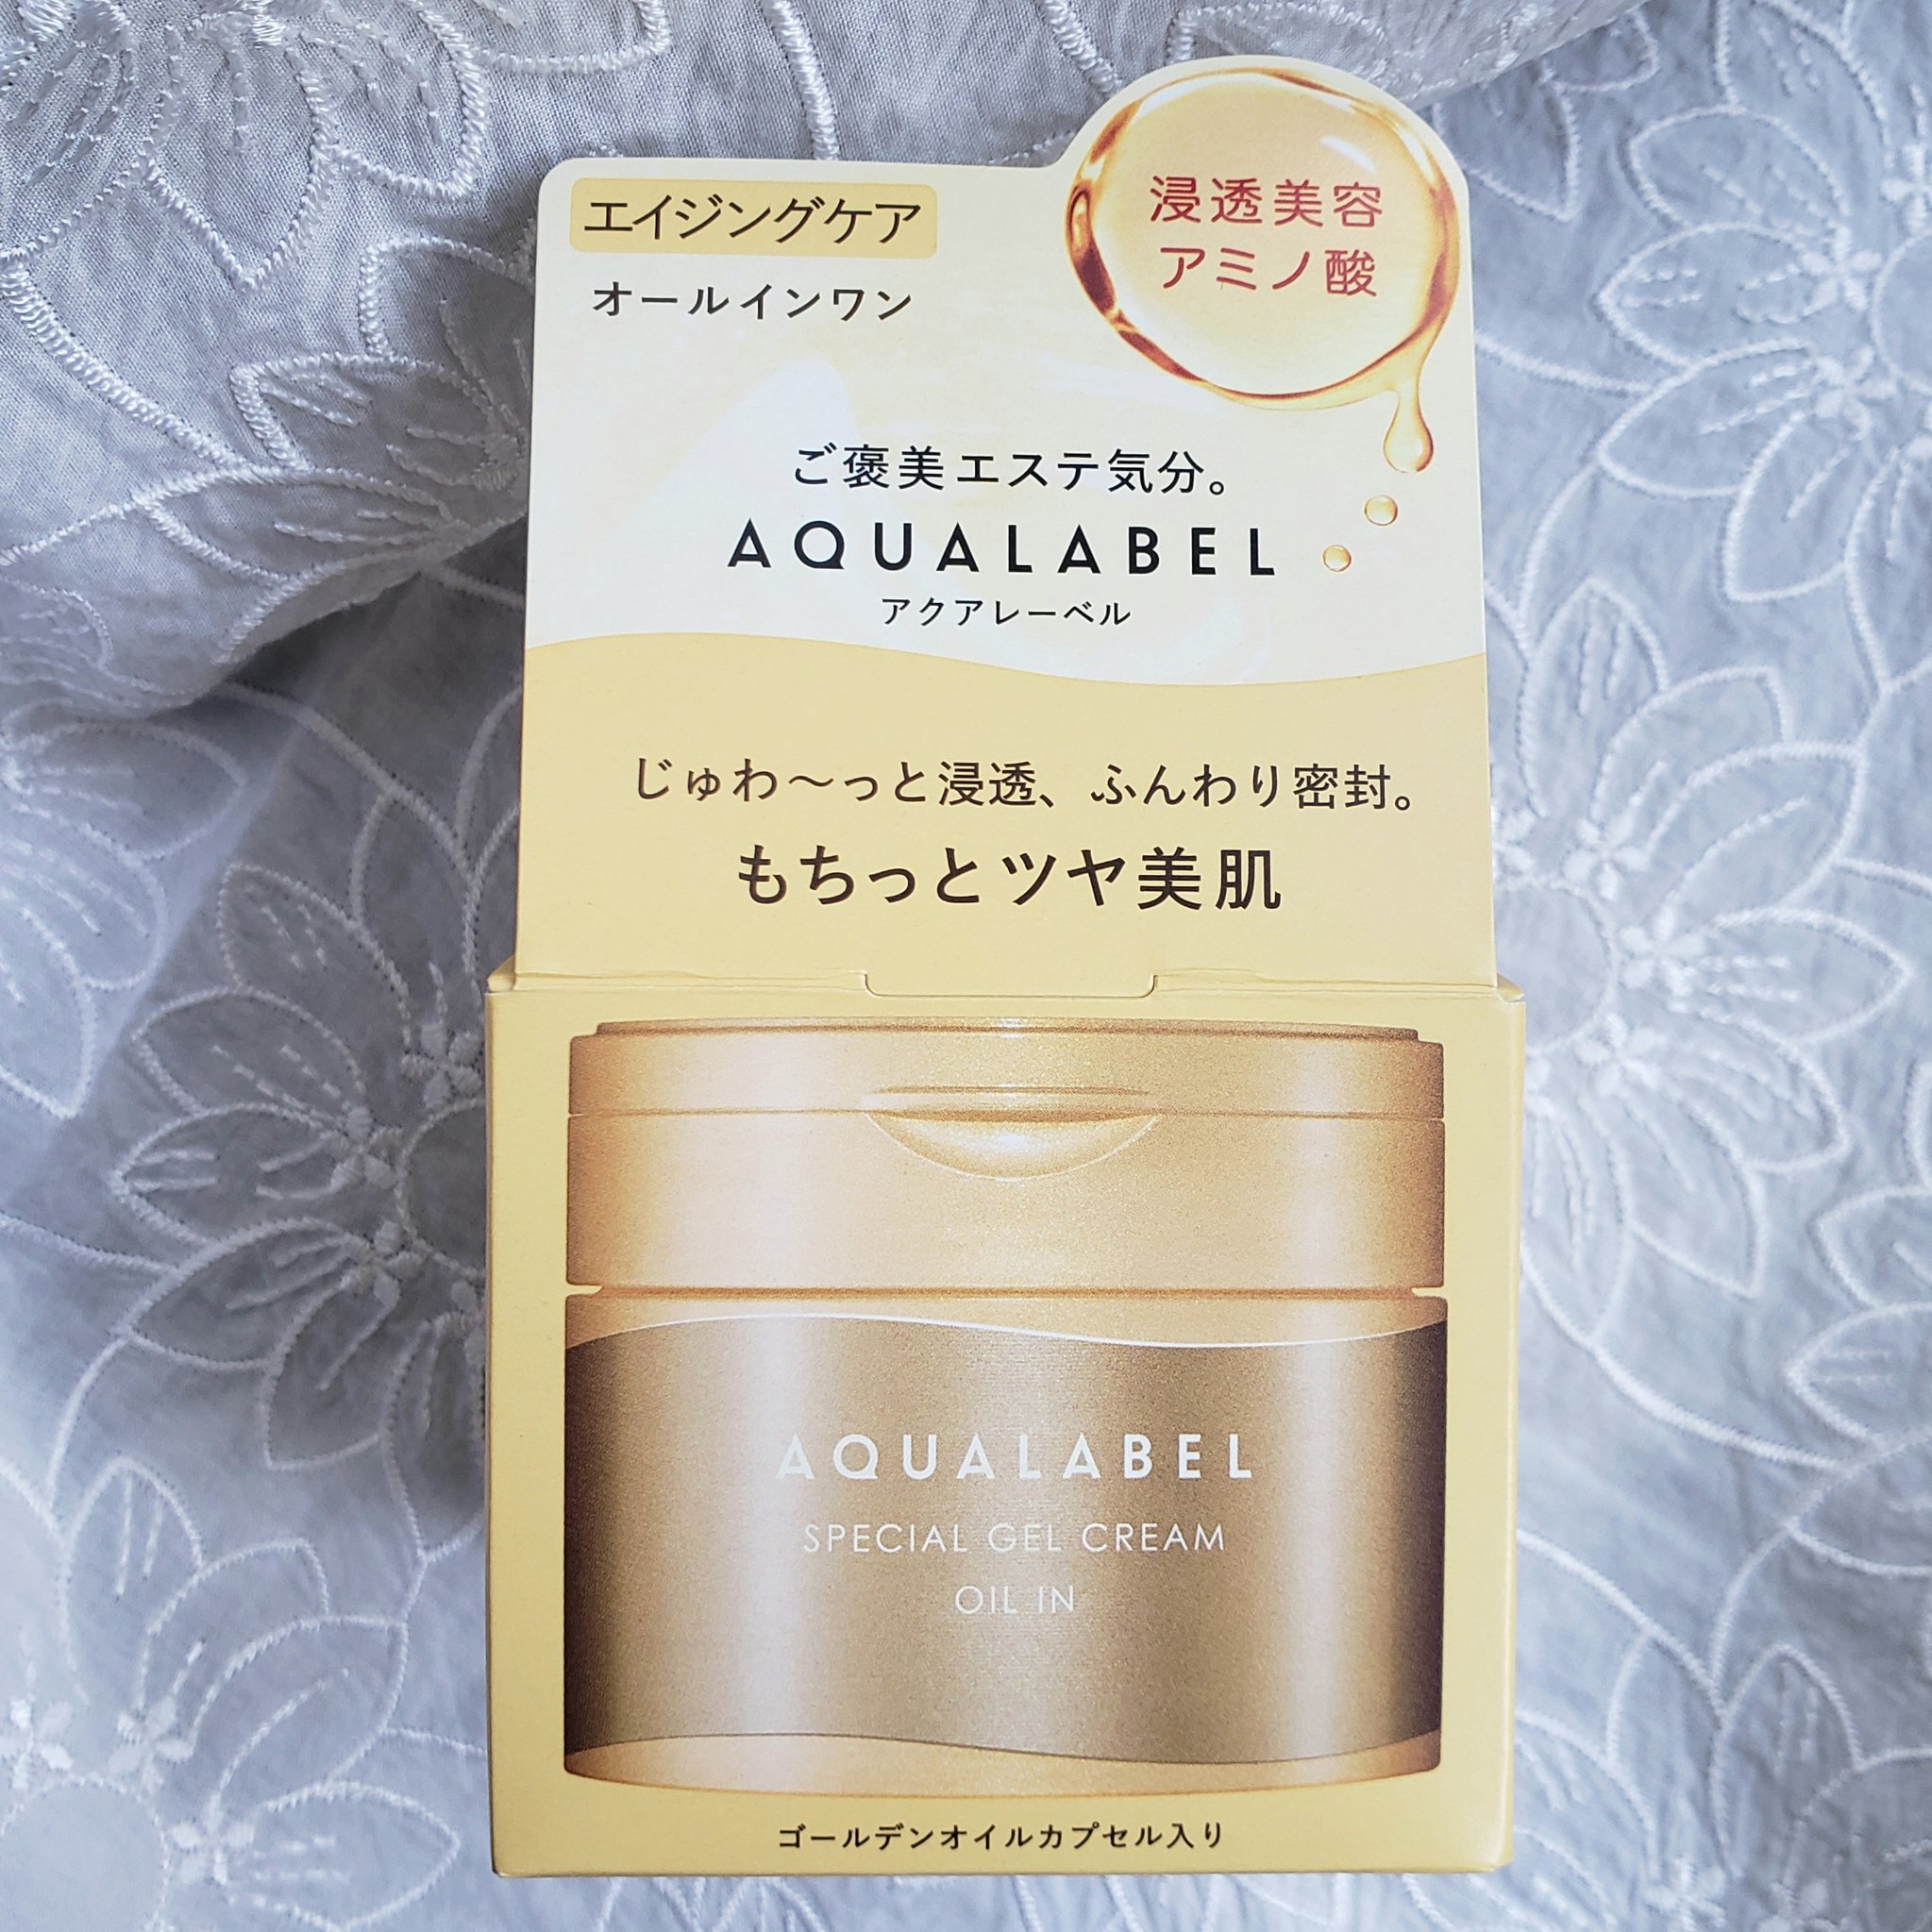 エイジングケア
オールインワン
浸透美容
アミノ酸
ご褒美エステ気分。
AQUALABEL
アクアレーベル
じゅわ〜っと浸透、ふんわり密封。
もちっとツヤ美肌
AQUALABEL
SPECIAL GEL CREAM
OIL IN
ゴールデンオイルカプセル入り